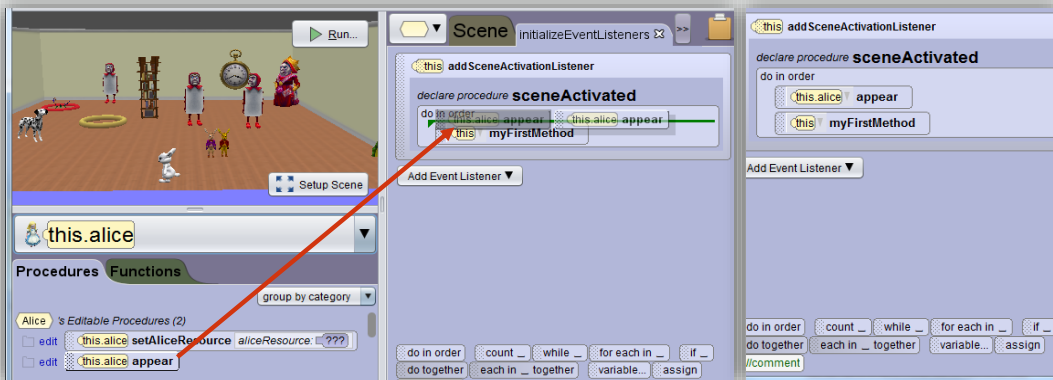 Run...
Setup Scene
this.alice
Procedures Functions
group by category
Alice 's Editable Procedures (2)
edit this.alice setAliceResource aliceResource: ???
edit this.alice appear
Scene initializeEventListeners >>
this addSceneActivationListener
declare procedure sceneActivated
do in order
this.alice appear this.alice appear
this myFirstMethod
Add Event Listener
do in order count _ while _ for each in _ if _
do together each in _ together variable... assign
this addSceneActivationListener
declare procedure sceneActivated
do in order
this.alice appear
this myFirstMethod
Add Event Listener
do in order count _ while _ for each in _ if _
do together each in _ together variable... assign
//comment